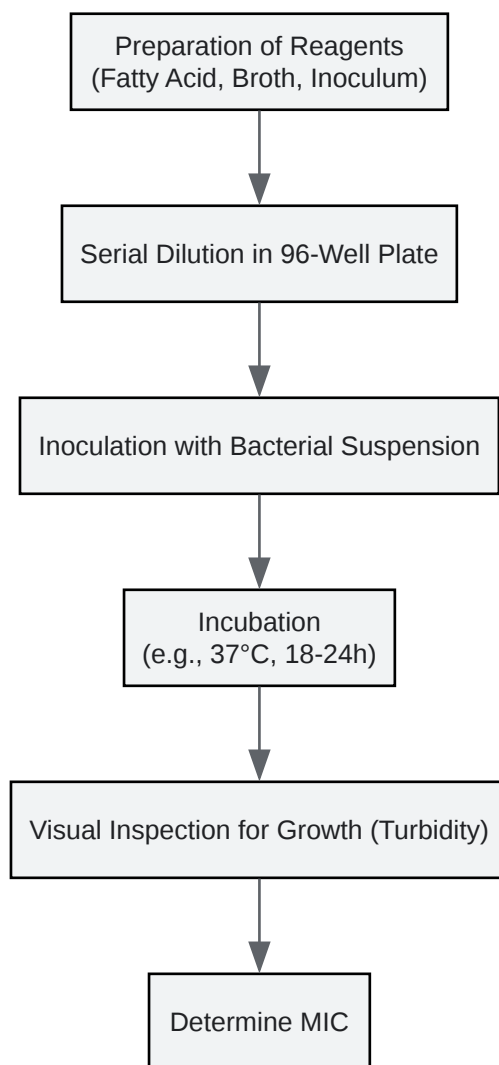 Preparation of Reagents
(Fatty Acid, Broth, Inoculum)
Serial Dilution in 96-Well Plate
Inoculation with Bacterial Suspension
Incubation
(e.g., 37°C, 18-24h)
Visual Inspection for Growth (Turbidity)
Determine MIC